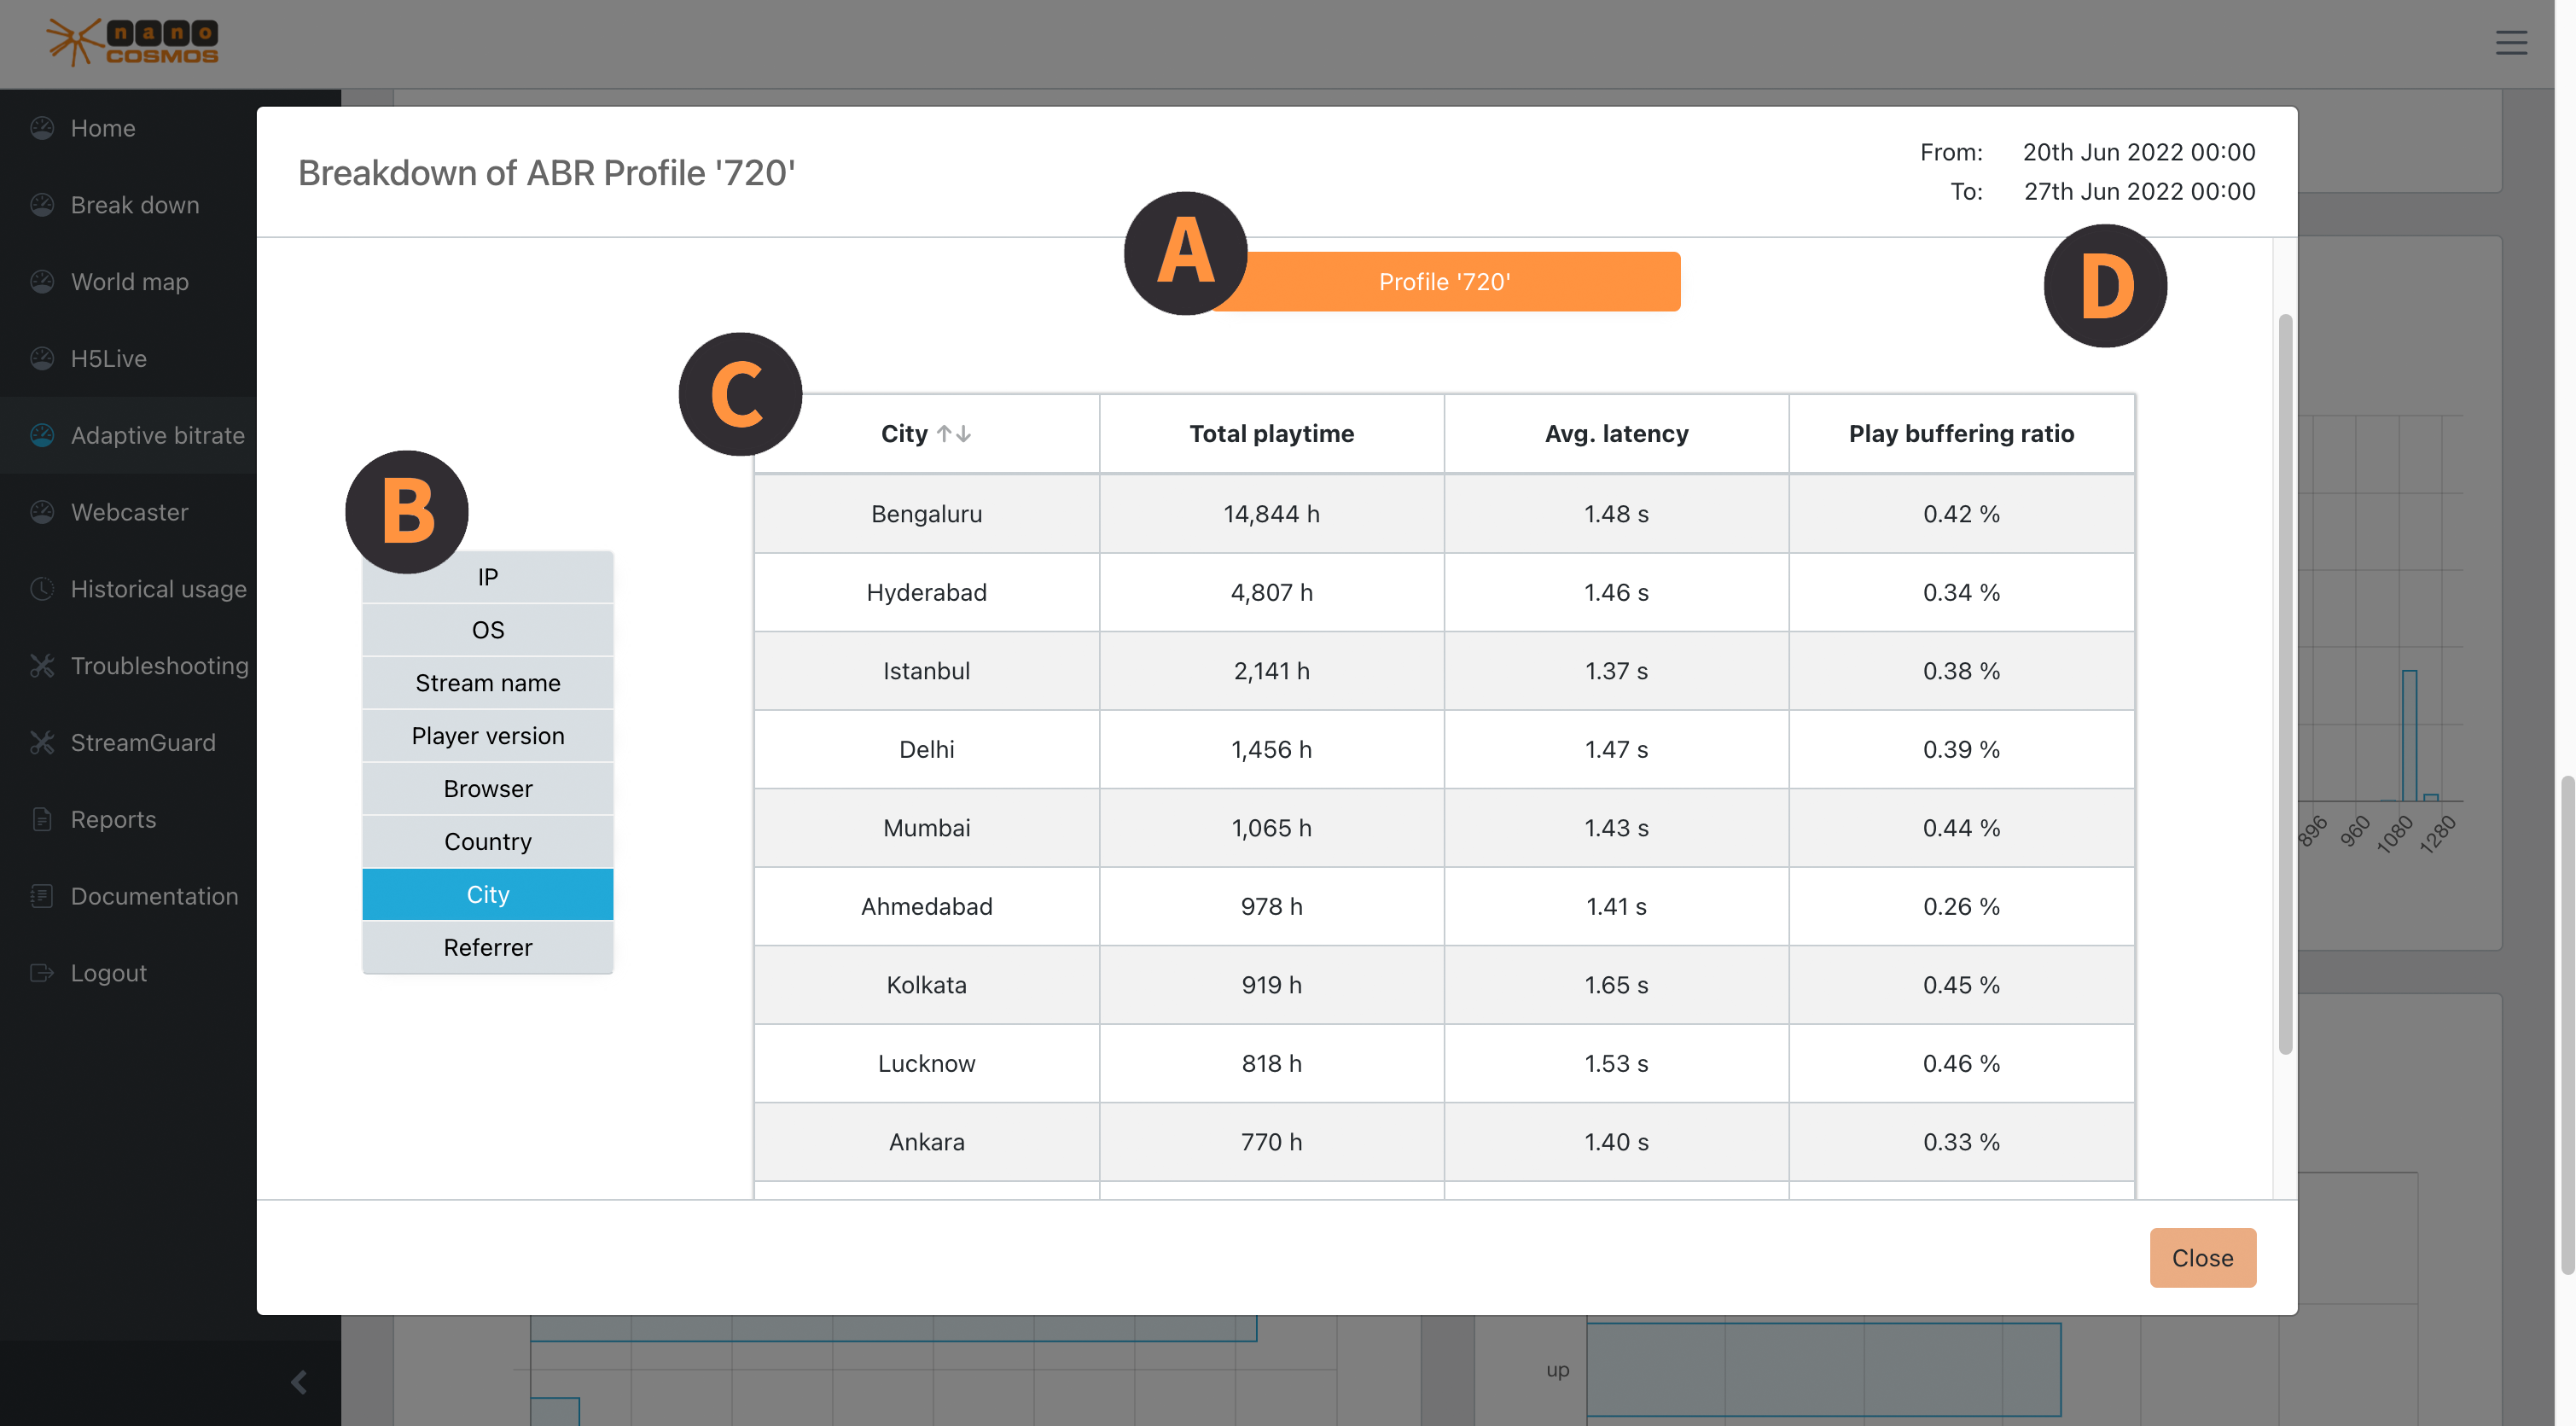 nano
COSMOS
Home
Break down
World map
H5Live
Adaptive bitrate
Webcaster
Historical usage
Troubleshooting
StreamGuard
Reports
Documentation
Logout
Breakdown of ABR Profile '720'
From: 20th Jun 2022 00:00
To: 27th Jun 2022 00:00
A
Profile '720'
D
C
B
IP
OS
Stream name
Player version
Browser
Country
City
Referrer
City ↑↓ Total playtime Avg. latency Play buffering ratio
Bengaluru 14,844 h 1.48 s 0.42 %
Hyderabad 4,807 h 1.46 s 0.34 %
Istanbul 2,141 h 1.37 s 0.38 %
Delhi 1,456 h 1.47 s 0.39 %
Mumbai 1,065 h 1.43 s 0.44 %
Ahmedabad 978 h 1.41 s 0.26 %
Kolkata 919 h 1.65 s 0.45 %
Lucknow 818 h 1.53 s 0.46 %
Ankara 770 h 1.40 s 0.33 %
Close
896 960 1080 1280
up